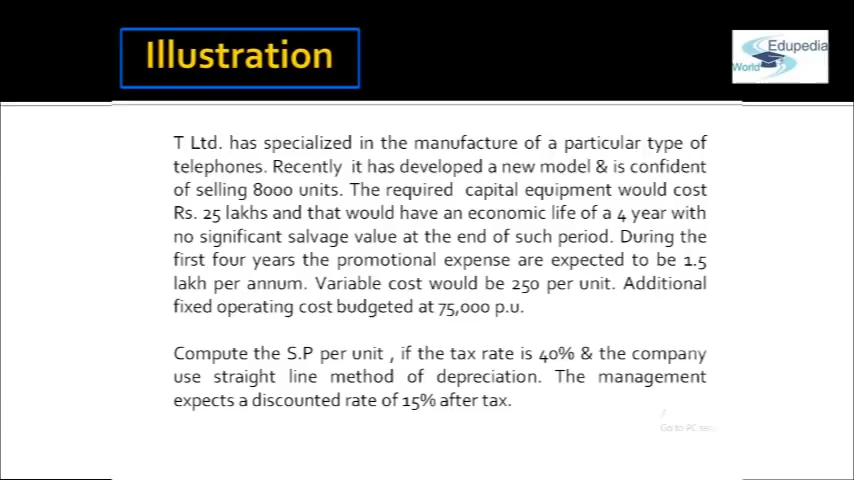 Illustration
Edupedia
World
T Ltd. has specialized in the manufacture of a particular type of
telephones. Recently it has developed a new model & is confident
of selling 8000 units. The required capital equipment would cost
Rs. 25 lakhs and that would have an economic life of a 4 year with
no significant salvage value at the end of such period. During the
first four years the promotional expense are expected to be 1.5
lakh per annum. Variable cost would be 250 per unit. Additional
fixed operating cost budgeted at 75,000 p.u.
Compute the S.P per unit , if the tax rate is 40% & the company
use straight line method of depreciation. The management
expects a discounted rate of 15% after tax.
Go to PC